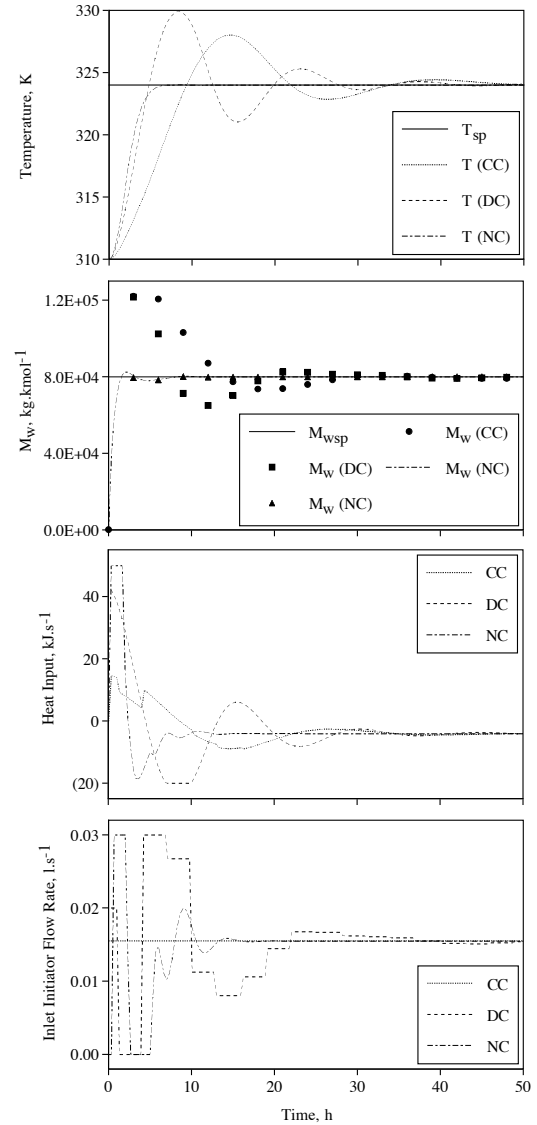 330
325
320
315
310
Temperature, K
T_sp
T (CC)
T (DC)
T (NC)
1.2E+05
8.0E+04
4.0E+04
0.0E+00
M_w, kg.kmol^-1
M_wsp
M_w (CC)
M_w (DC)
M_w (NC)
M_w (NC)
40
20
0
(20)
Heat Input, kJ.s^-1
CC
DC
NC
0.03
0.02
0.01
0.00
Inlet Initiator Flow Rate, l.s^-1
CC
DC
NC
0 10 20 30 40 50
Time, h